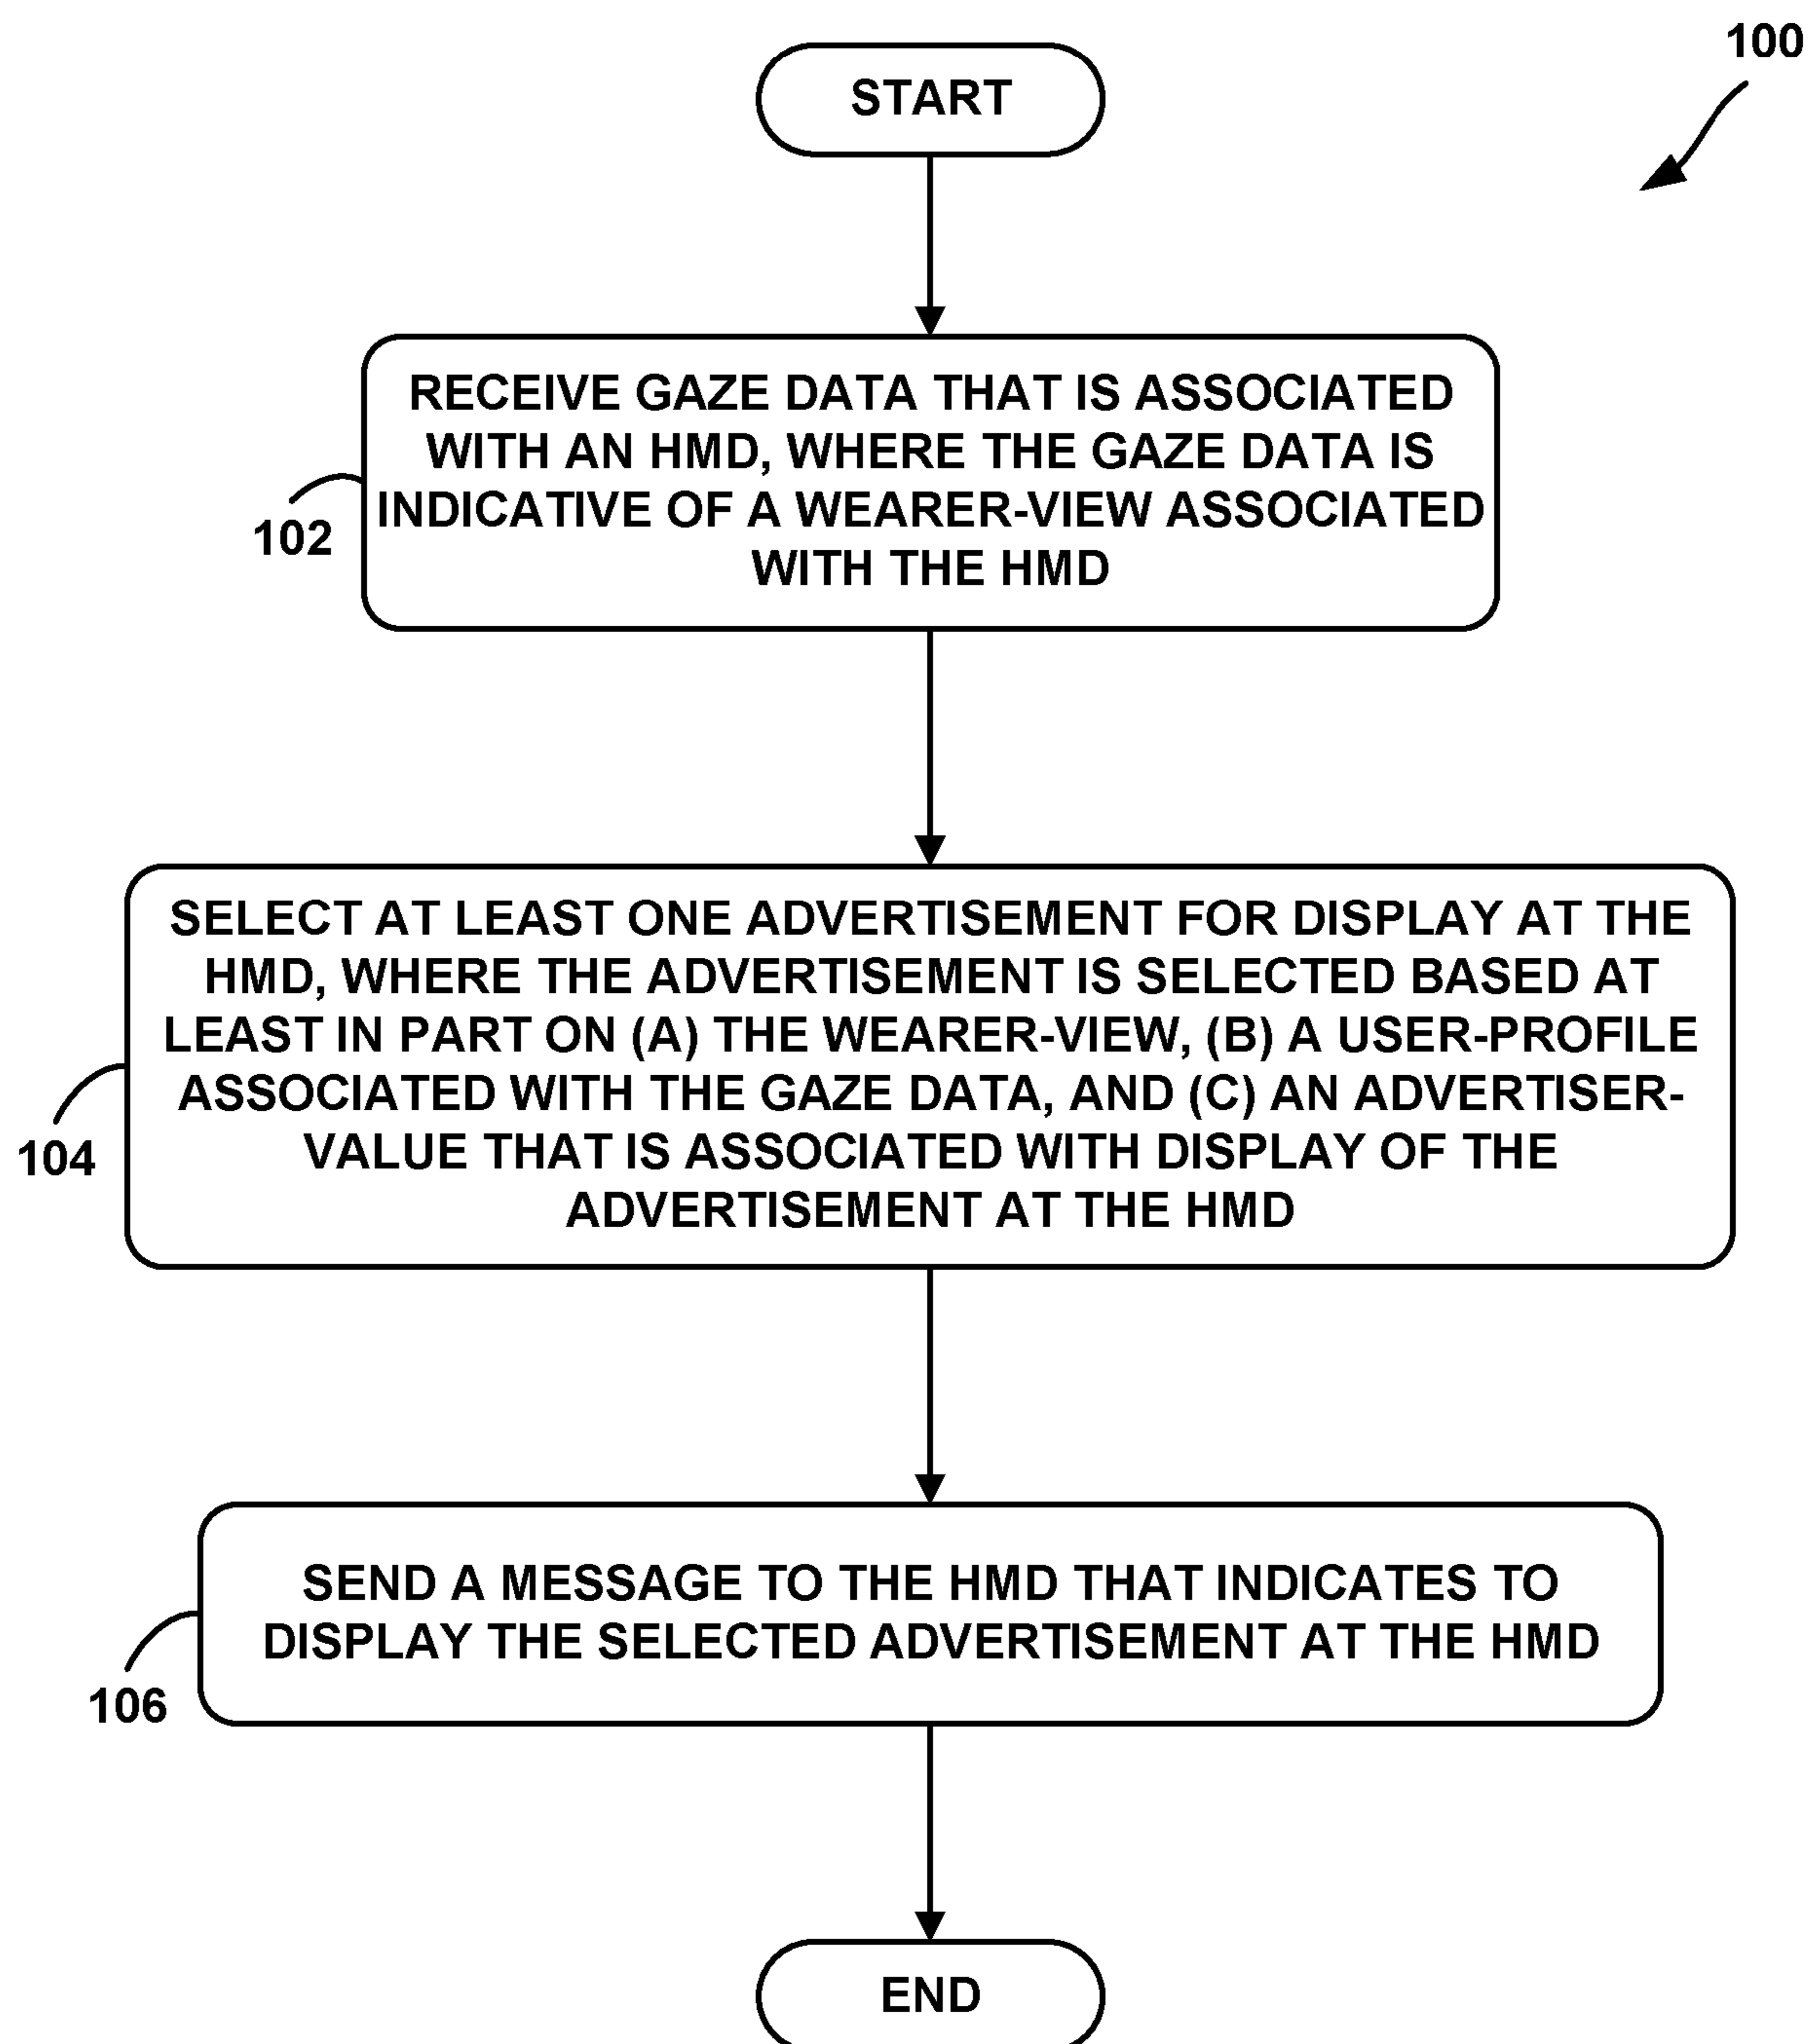 100
START
RECEIVE GAZE DATA THAT IS ASSOCIATED
WITH AN HMD, WHERE THE GAZE DATA IS
INDICATIVE OF A WEARER-VIEW ASSOCIATED
WITH THE HMD
102
SELECT AT LEAST ONE ADVERTISEMENT FOR DISPLAY AT THE
HMD, WHERE THE ADVERTISEMENT IS SELECTED BASED AT
LEAST IN PART ON (A) THE WEARER-VIEW, (B) A USER-PROFILE
ASSOCIATED WITH THE GAZE DATA, AND (C) AN ADVERTISER-
VALUE THAT IS ASSOCIATED WITH DISPLAY OF THE
ADVERTISEMENT AT THE HMD
104
SEND A MESSAGE TO THE HMD THAT INDICATES TO
DISPLAY THE SELECTED ADVERTISEMENT AT THE HMD
106
END